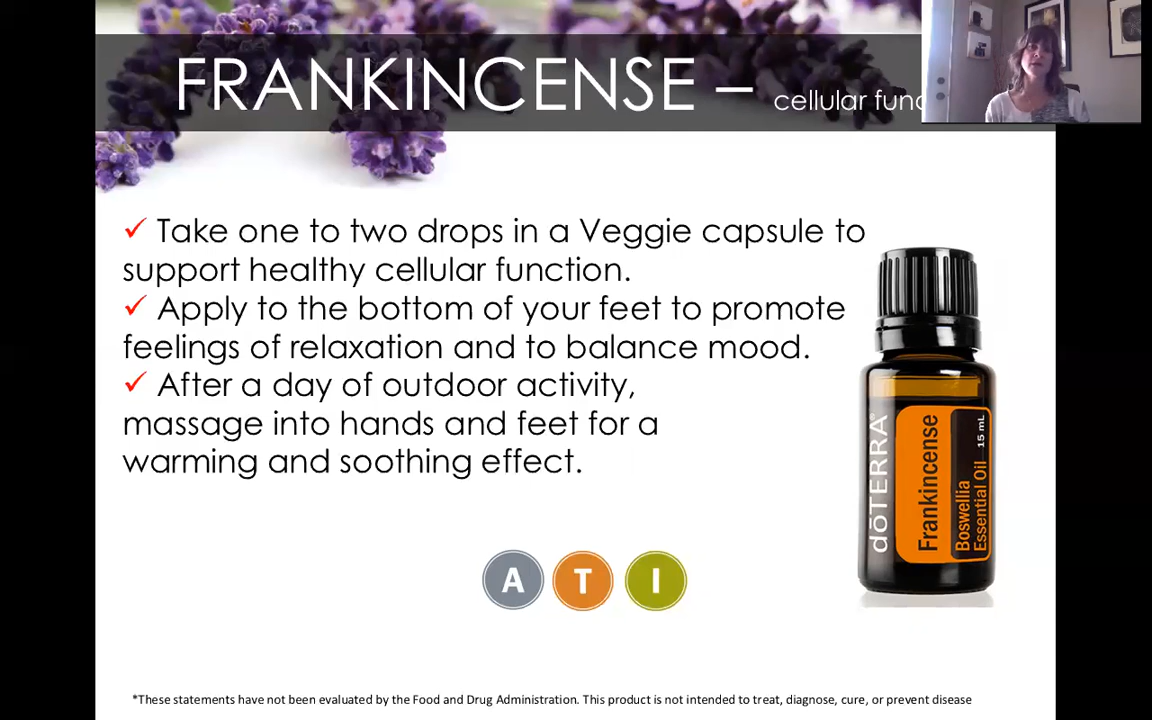 FRANKINCENSE – cellular
✓ Take one to two drops in a Veggie capsule to
support healthy cellular function.
✓ Apply to the bottom of your feet to promote
feelings of relaxation and to balance mood.
✓ After a day of outdoor activity,
massage into hands and feet for a
warming and soothing effect.
dōTERRA®
Frankincense
Boswellia
Essential Oil 15 mL
A T I
*These statements have not been evaluated by the Food and Drug Administration. This product is not intended to treat, diagnose, cure, or prevent disease